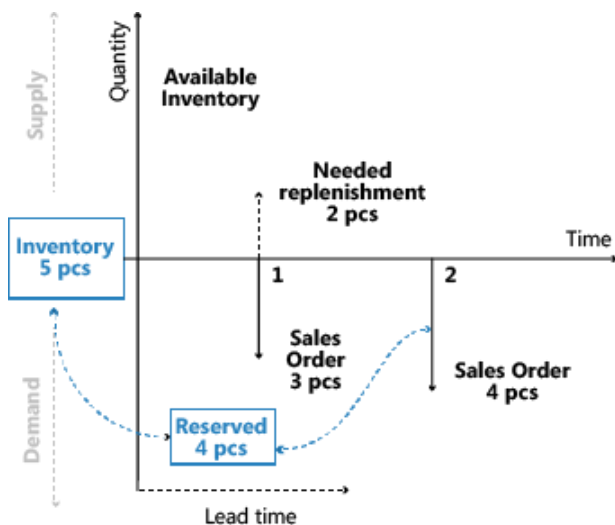 Supply
Quantity
Available
Inventory
Needed
replenishment
2 pcs
Time
Inventory
5 pcs
1
2
Sales
Order
3 pcs
Sales Order
4 pcs
Demand
Reserved
4 pcs
Lead time